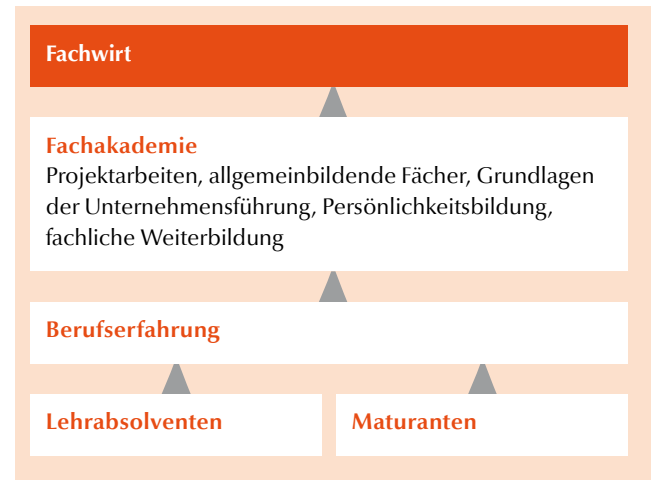 Fachwirt
Fachakademie
Projektarbeiten, allgemeinbildende Fächer, Grundlagen
der Unternehmensführung, Persönlichkeitsbildung,
fachliche Weiterbildung
Berufserfahrung
Lehrabsolventen
Maturanten